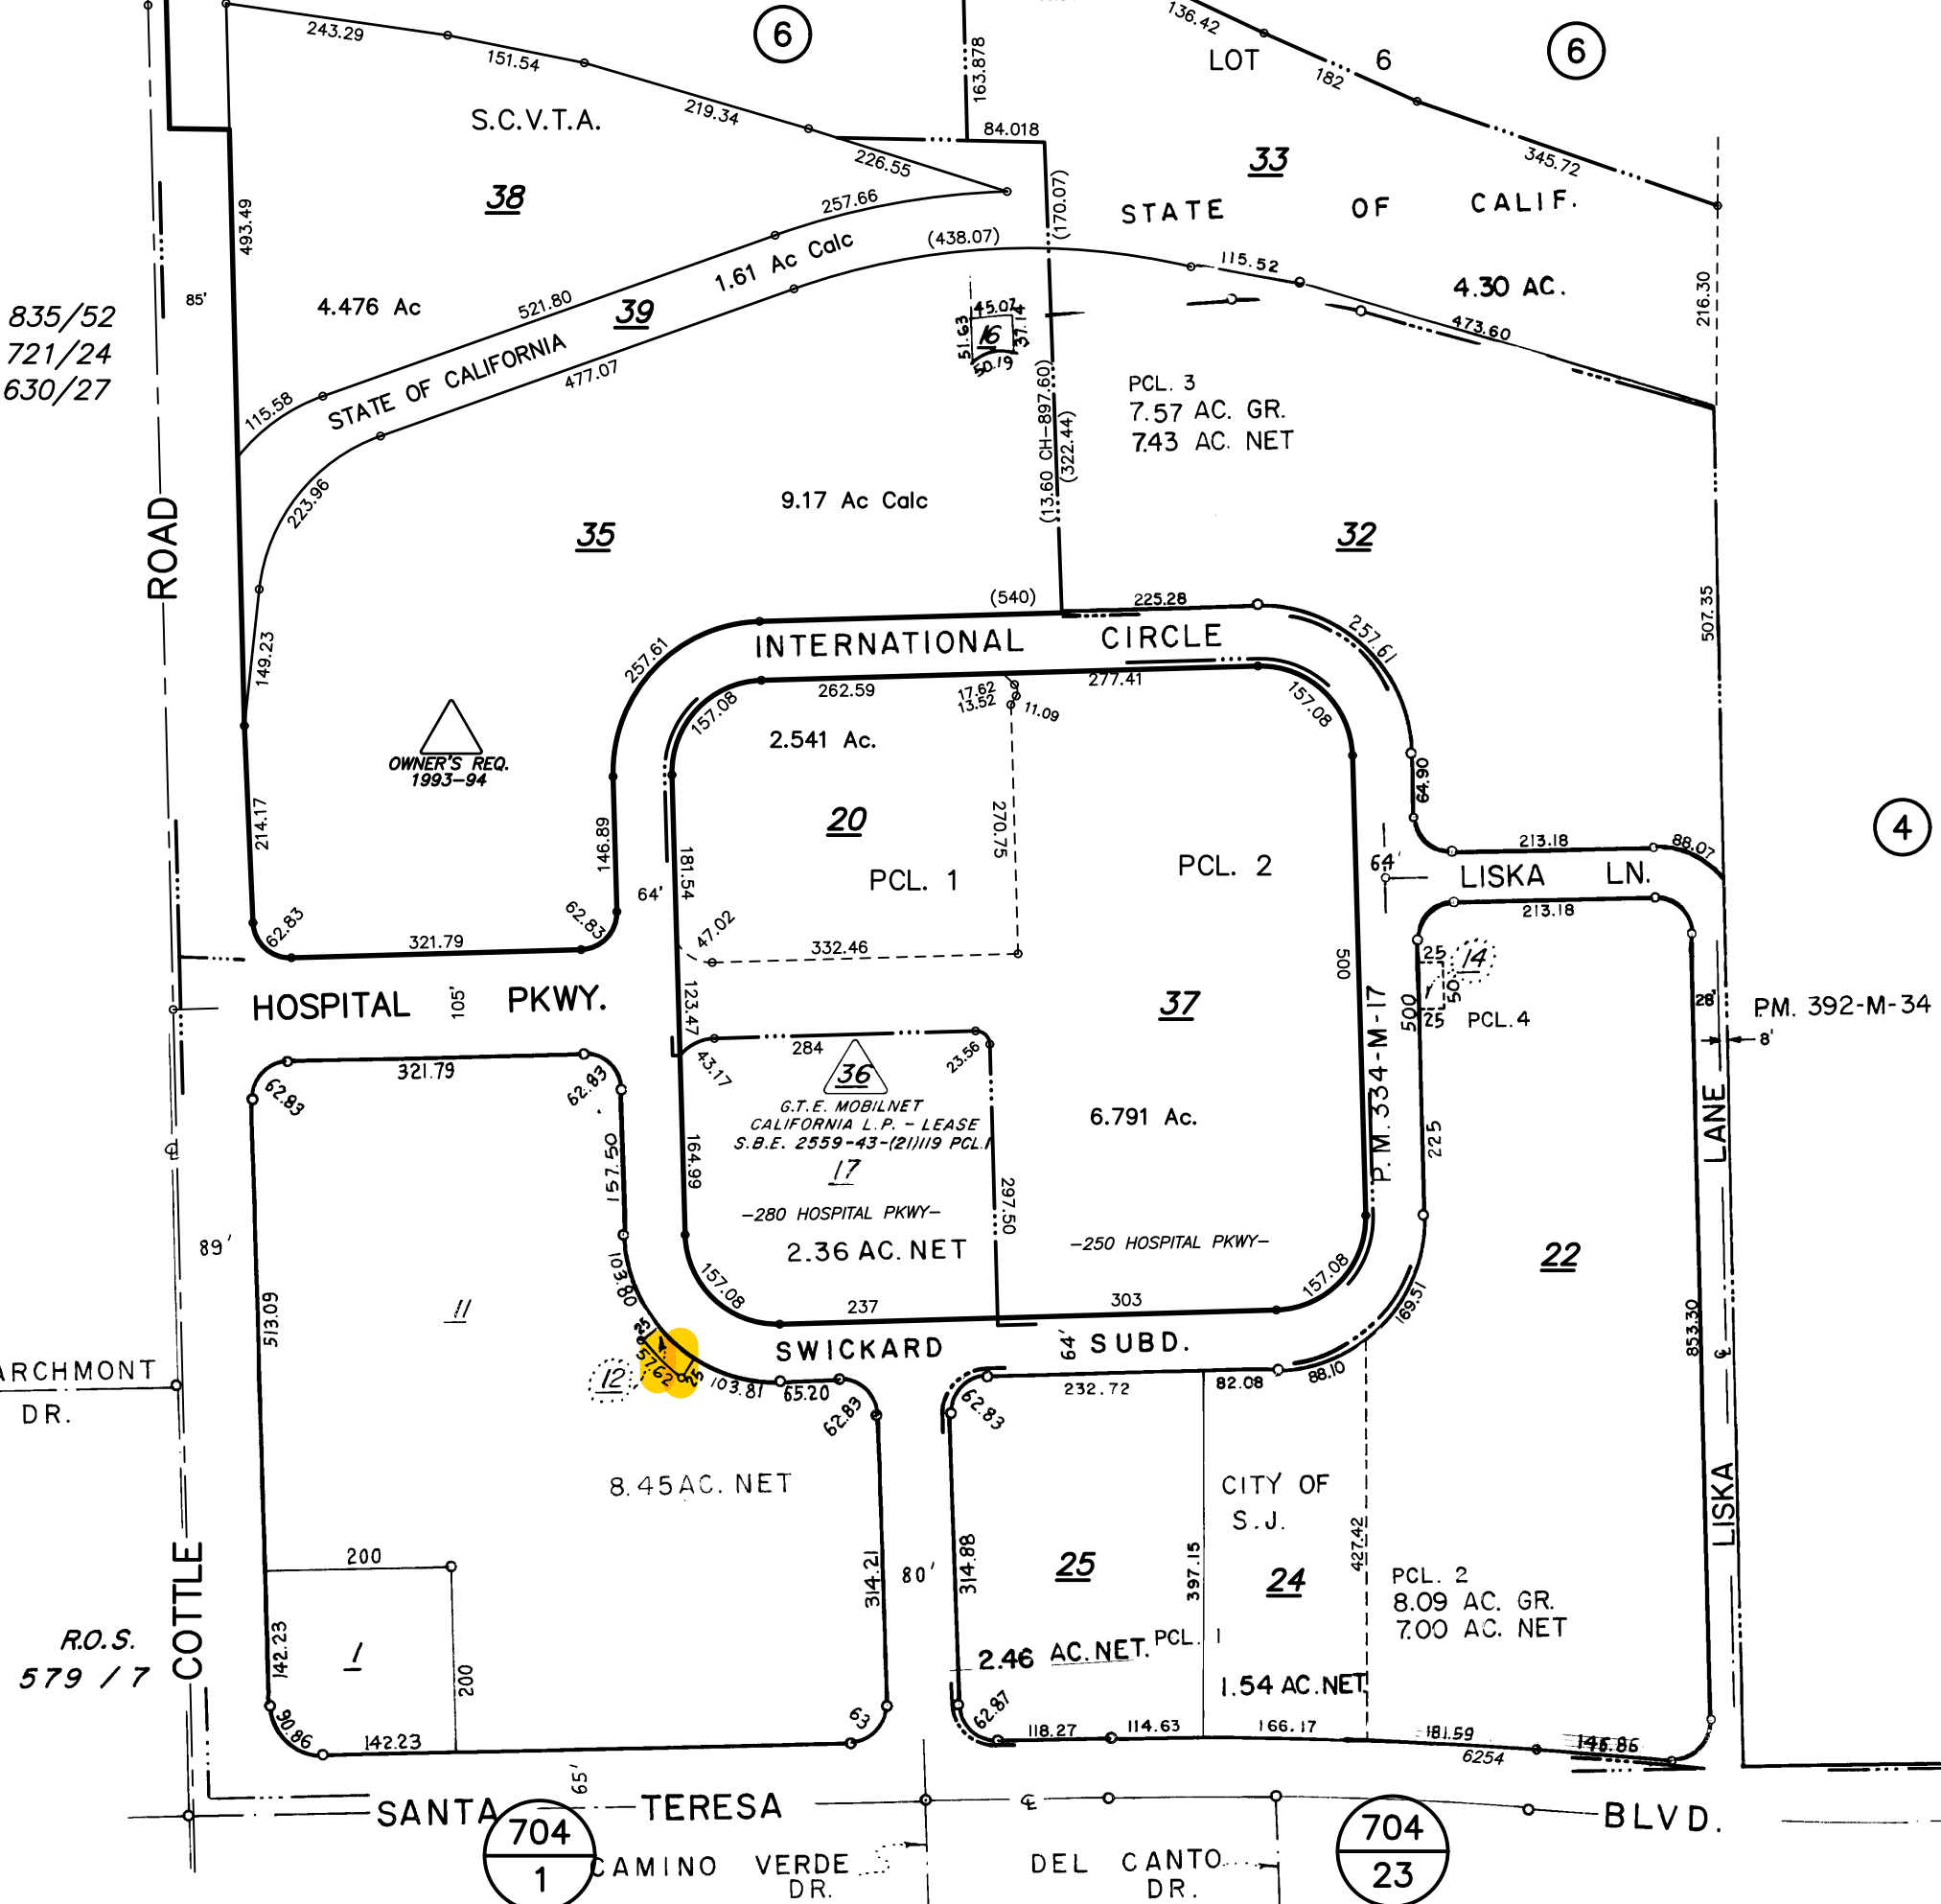 243.29
151.54
6
163.878
136.42
LOT 6
182
6
S.C.V.T.A.
219.34
84.018
226.55
33
345.72
38
493.49
257.66
(170.07)
STATE OF CALIF.
(438.07)
115.52
835/52
721/24
630/27
85'
4.476 Ac
521.80
39
1.61 Ac Calc
4.30 AC.
216.30
45.07
51.63
16
37.14
50.19
473.60
STATE OF CALIFORNIA
477.07
115.58
PCL. 3
7.57 AC. GR.
7.43 AC. NET
(13.60 CH-897.60)
(322.44)
223.96
9.17 Ac Calc
35
32
ROAD
149.23
(540)
225.28
257.61
INTERNATIONAL CIRCLE
257.61
507.35
262.59
17.62
13.52
11.09
277.41
157.08
157.08
OWNER'S REQ.
1993-94
2.541 Ac.
64.90
214.17
146.89
20
270.75
181.54
64'
PCL. 1
PCL. 2
64'
213.18
88.07
4
LISKA LN.
213.18
62.83
62.83
321.79
47.02
332.46
500
25
14
50
25
500
PCL.4
28'
P.M. 392-M-34
8'
HOSPITAL PKWY.
105'
123.47
37
P.M. 334-M-17
284
43.17
23.56
36
321.79
62.83
62.83
G.T.E. MOBILNET
CALIFORNIA L.P. - LEASE
S.B.E. 2559-43-(21)119 PCL.1
17
6.791 Ac.
157.50
164.99
297.50
225
LANE
-280 HOSPITAL PKWY-
2.36 AC. NET
-250 HOSPITAL PKWY-
22
89'
103.80
157.08
157.08
169.51
513.09
11
237
303
853.30
25
57.62
25
12
103.81
65.20
SWICKARD SUBD.
64'
88.10
82.08
232.72
62.83
62.83
ARCHMONT
DR.
8.45 AC. NET
CITY OF
S.J.
LISKA
314.21
80'
314.88
397.15
427.42
25
24
PCL. 2
8.09 AC. GR.
7.00 AC. NET
200
COTTLE
R.O.S.
579 / 7
142.23
1
200
2.46 AC. NET.
PCL. 1
1.54 AC. NET
90.86
142.23
63
62.87
118.27
114.63
166.17
181.59
6254
65'
SANTA TERESA BLVD.
704
1
CAMINO VERDE
DR.
DEL CANTO
DR.
704
23